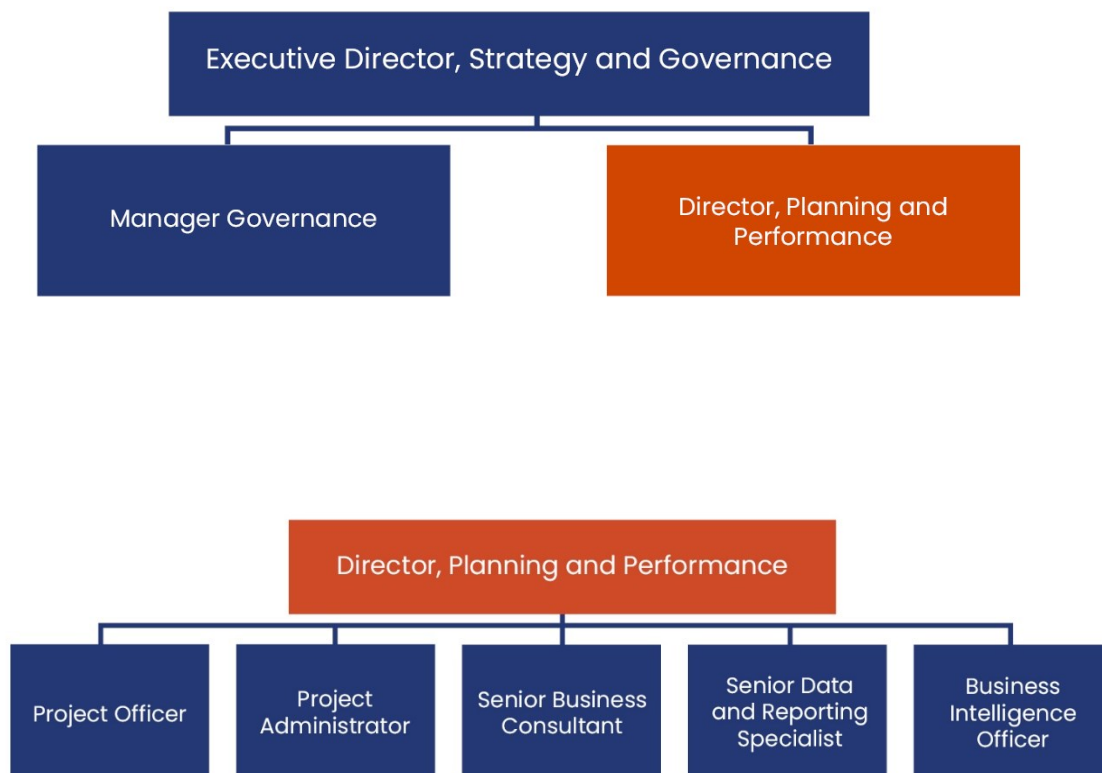 Executive Director, Strategy and Governance
Manager Governance
Director, Planning and
Performance
Director, Planning and Performance
Project Officer
Project
Administrator
Senior Business
Consultant
Senior Data
and Reporting
Specialist
Business
Intelligence
Officer